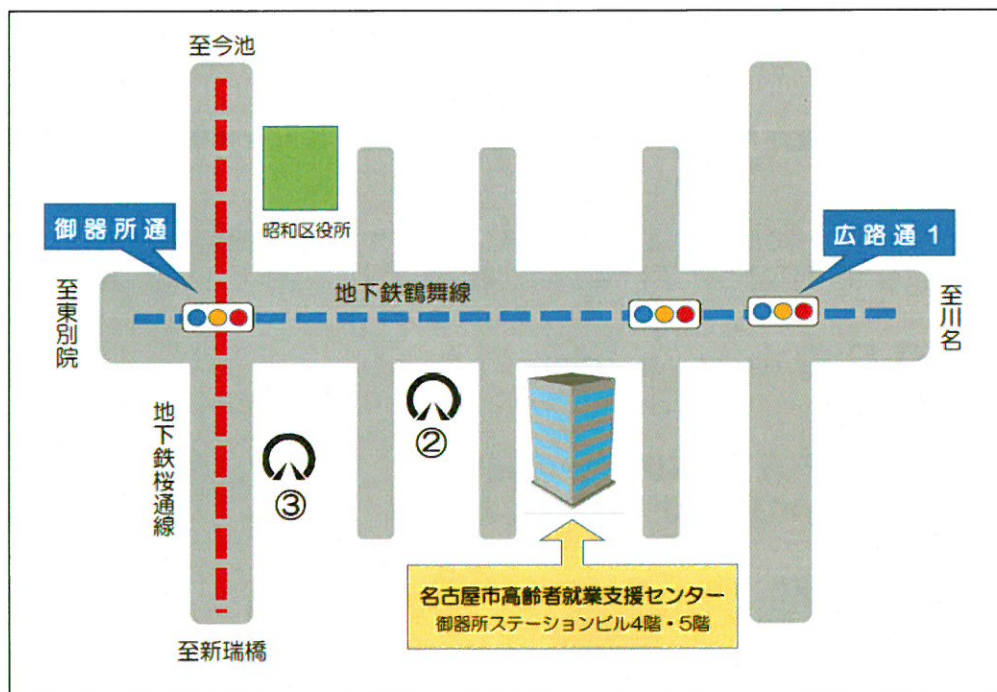 至今池
御器所通
昭和区役所
広路通1
至東別院
地下鉄鶴舞線
至川名
地下鉄桜通線
②
③
名古屋市高齢者就業支援センター
御器所ステーションビル4階・5階
至新瑞橋